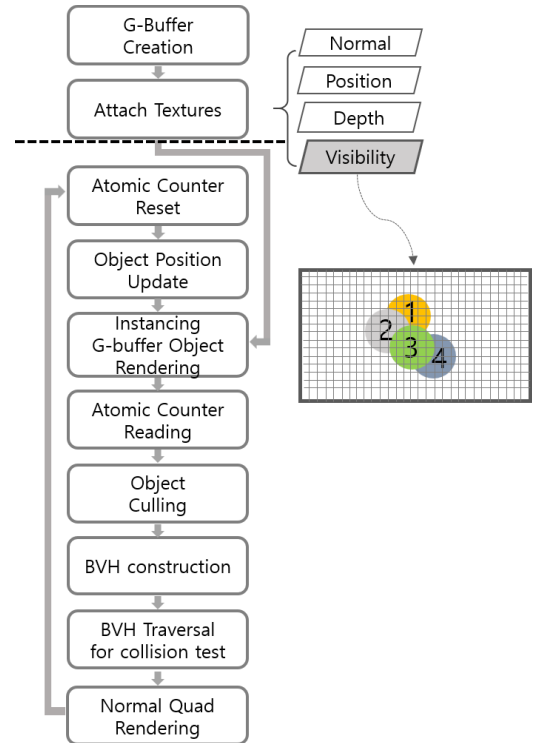 G-Buffer
Creation
Attach Textures
Normal
Position
Depth
Visibility
Atomic Counter
Reset
Object Position
Update
Instancing
G-buffer Object
Rendering
Atomic Counter
Reading
Object
Culling
BVH construction
BVH Traversal
for collision test
Normal Quad
Rendering
1
2
3
4